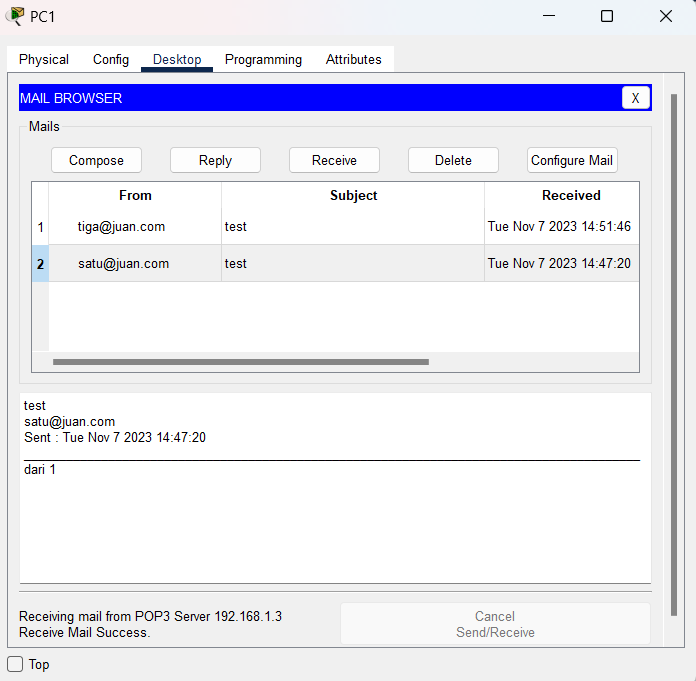 PC1
Physical Config Desktop Programming Attributes
MAIL BROWSER X
Mails
Compose Reply Receive Delete Configure Mail
From Subject Received
1 tiga@juan.com test Tue Nov 7 2023 14:51:46
2 satu@juan.com test Tue Nov 7 2023 14:47:20
test
satu@juan.com
Sent : Tue Nov 7 2023 14:47:20
dari 1
Receiving mail from POP3 Server 192.168.1.3
Receive Mail Success.
Cancel
Send/Receive
Top